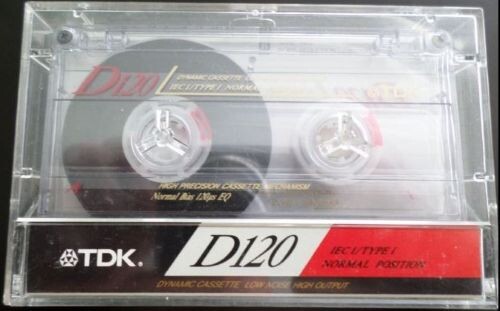 D120
DYNAMIC CASSETTE
IEC I/TYPE I NORMAL
HIGH PRECISION CASSETTE MECHANISM
Normal Bias 120μs EQ
TDK.
D120
IEC I/TYPE I
NORMAL POSITION
DYNAMIC CASSETTE LOW NOISE HIGH OUTPUT